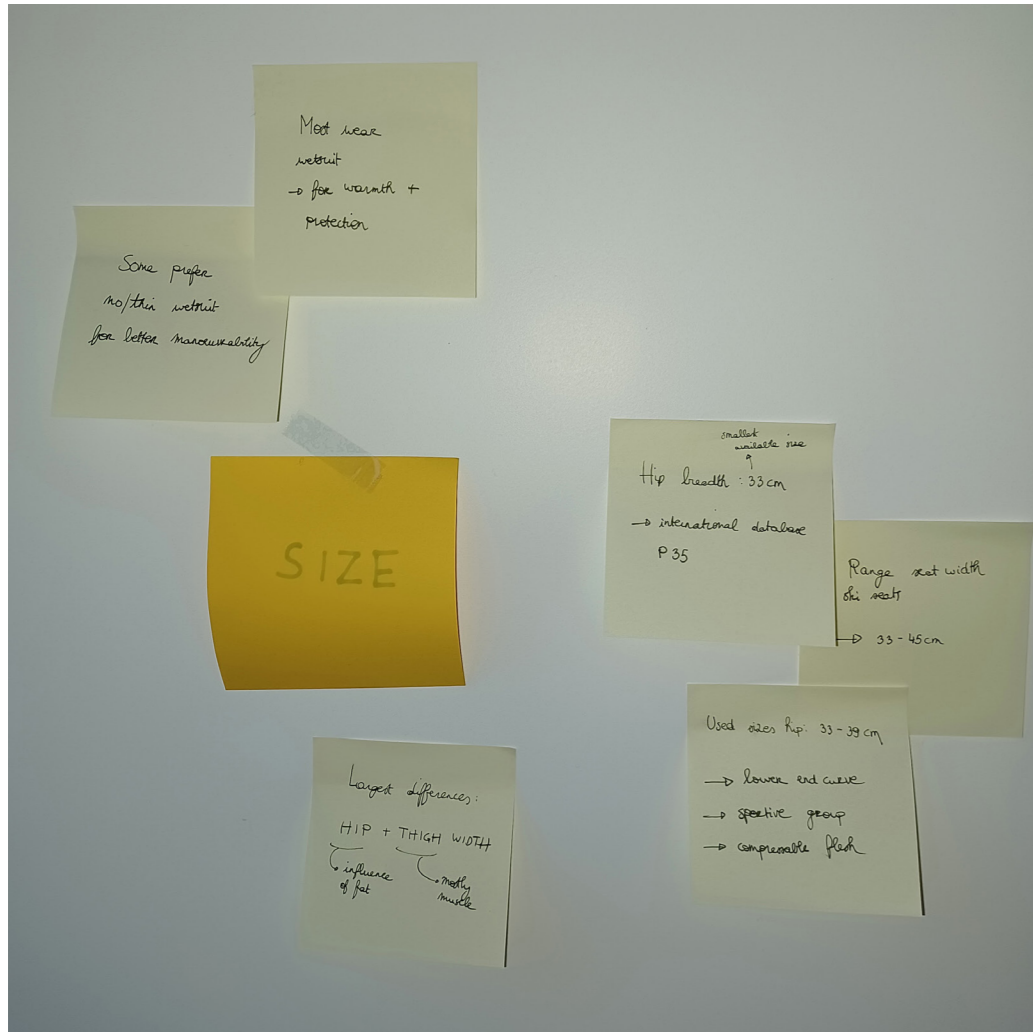 Most wear
wetsuit
→ for warmth +
protection
Some prefer
no/thin wetsuit
for better manoeuvrability
SIZE
smallest
available size
↑
Hip breadth : 33 cm
→ international database
P 35
Range seat width
ski seats
→ 33 - 45 cm
Used sizes hip: 33 - 39 cm
→ lower end curve
→ sportive group
→ compressable flesh
Largest differences:
HIP + THIGH WIDTH
influence
of fat
mostly
muscle